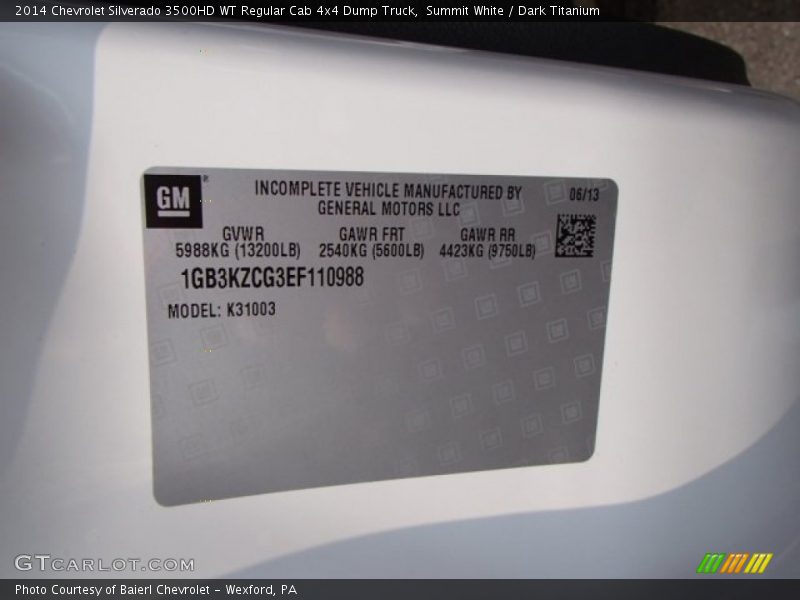 2014 Chevrolet Silverado 3500HD WT Regular Cab 4x4 Dump Truck,  Summit White / Dark Titanium
GM
INCOMPLETE VEHICLE MANUFACTURED BY
GENERAL MOTORS LLC
06/13
GVWR GAWR FRT GAWR RR
5988KG (13200LB) 2540KG (5600LB) 4423KG (9750LB)
1GB3KZCG3EF110988
MODEL: K31003
GTCARLOT.COM
Photo Courtesy of Baierl Chevrolet - Wexford, PA